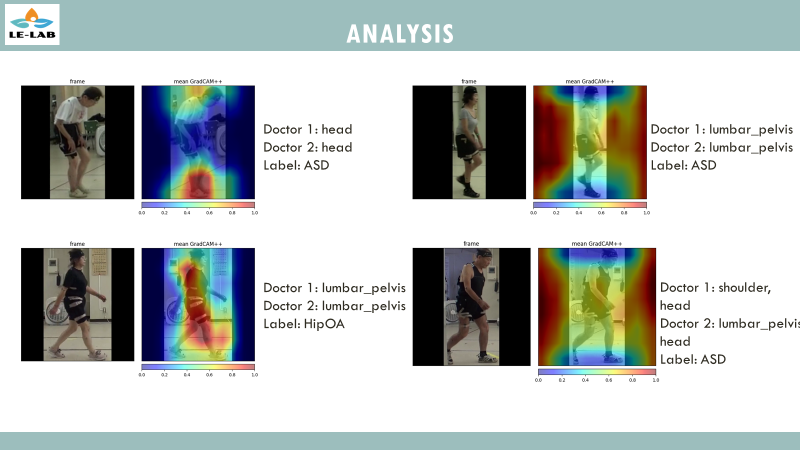 LE-LAB
ANALYSIS
frame
mean GradCAM++
0.0 0.2 0.4 0.6 0.8 1.0
Doctor 1: head
Doctor 2: head
Label: ASD
frame
mean GradCAM++
0.0 0.2 0.4 0.6 0.8 1.0
Doctor 1: lumbar_pelvis
Doctor 2: lumbar_pelvis
Label: ASD
frame
mean GradCAM++
0.0 0.2 0.4 0.6 0.8 1.0
Doctor 1: lumbar_pelvis
Doctor 2: lumbar_pelvis
Label: HipOA
frame
mean GradCAM++
0.0 0.2 0.4 0.6 0.8 1.0
Doctor 1: shoulder,
head
Doctor 2: lumbar_pelvis
head
Label: ASD